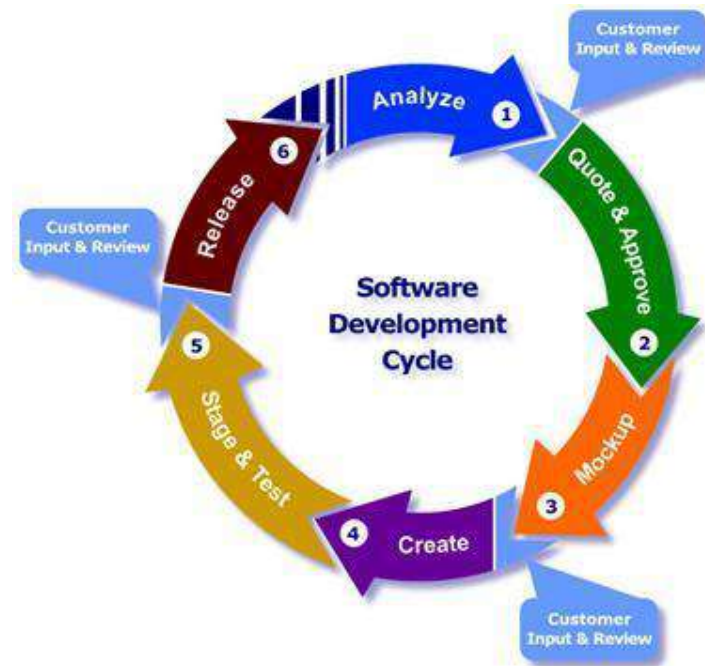 Customer
Input & Review
Analyze
1
Quote & Approve
2
Mockup
3
Customer
Input & Review
Create
4
Stage & Test
5
Customer
Input & Review
Release
6
Software
Development
Cycle